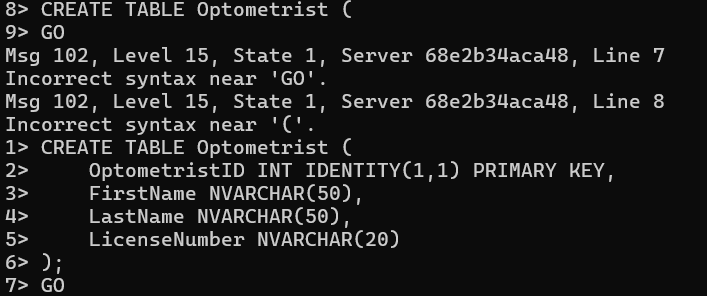 8> CREATE TABLE Optometrist (
9> GO
Msg 102, Level 15, State 1, Server 68e2b34aca48, Line 7
Incorrect syntax near 'GO'.
Msg 102, Level 15, State 1, Server 68e2b34aca48, Line 8
Incorrect syntax near '('.
1> CREATE TABLE Optometrist (
2>     OptometristID INT IDENTITY(1,1) PRIMARY KEY,
3>     FirstName NVARCHAR(50),
4>     LastName NVARCHAR(50),
5>     LicenseNumber NVARCHAR(20)
6> );
7> GO